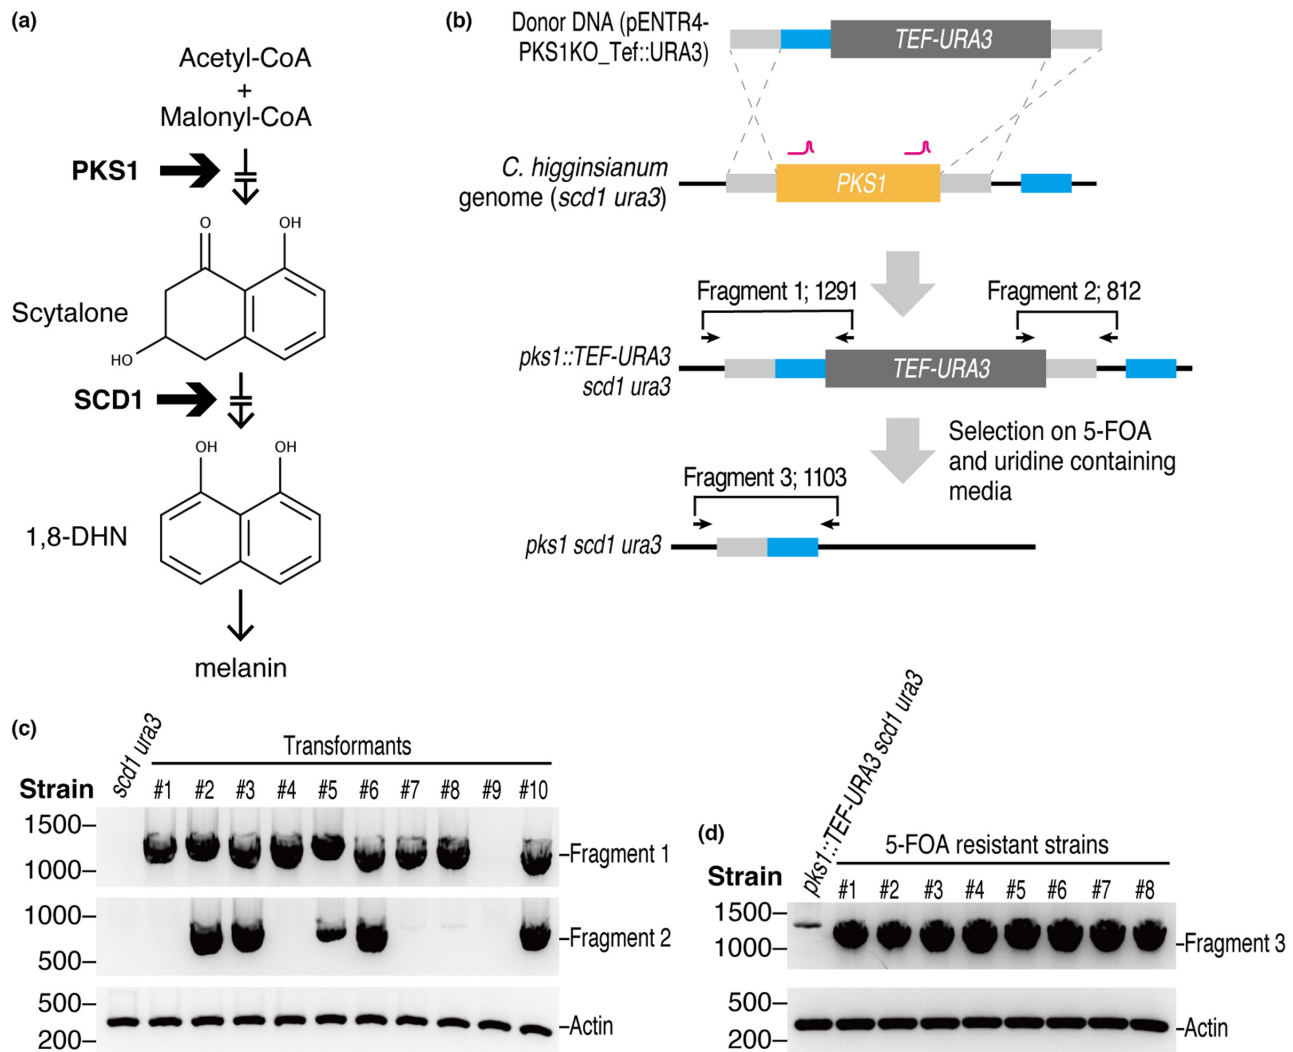 (a)
Acetyl-CoA
+
Malonyl-CoA
PKS1
O
OH
Scytalone
HO
SCD1
OH
OH
1,8-DHN
melanin
(b)
Donor DNA (pENTR4-
PKS1KO_Tef::URA3)
TEF-URA3
C. higginsianum
genome (scd1 ura3)
PKS1
Fragment 1; 1291
Fragment 2; 812
pks1::TEF-URA3
scd1 ura3
TEF-URA3
Selection on 5-FOA
and uridine containing
media
Fragment 3; 1103
pks1 scd1 ura3
(c)
scd1 ura3
Transformants
Strain
#1 #2 #3 #4 #5 #6 #7 #8 #9 #10
1500
1000
Fragment 1
1000
500
Fragment 2
500
200
Actin
(d)
pks1::TEF-URA3 scd1 ura3
5-FOA resistant strains
Strain
#1 #2 #3 #4 #5 #6 #7 #8
1500
1000
Fragment 3
500
200
Actin